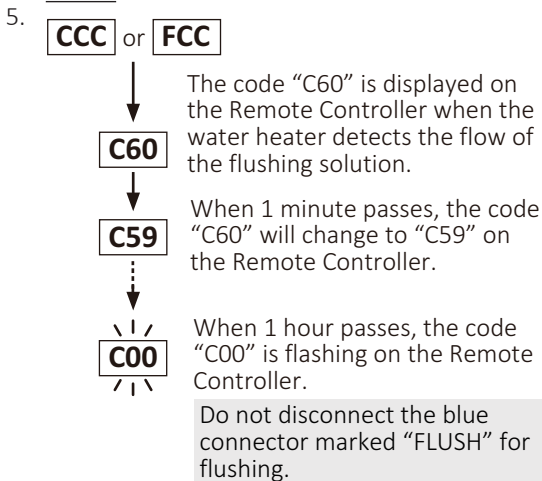 5.
CCC or FCC
The code “C60” is displayed on
the Remote Controller when the
C60 water heater detects the flow of
the flushing solution.
When 1 minute passes, the code
C59 “C60” will change to “C59” on
the Remote Controller.
When 1 hour passes, the code
C00 “C00” is flashing on the Remote
Controller.
Do not disconnect the blue
connector marked “FLUSH” for
flushing.